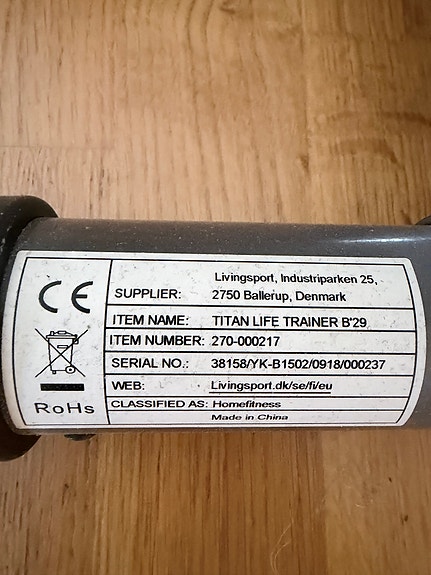 CE
RoHs
Livingsport, Industriparken 25,
SUPPLIER: 2750 Ballerup, Denmark
ITEM NAME: TITAN LIFE TRAINER B'29
ITEM NUMBER: 270-000217
SERIAL NO.: 38158/YK-B1502/0918/000237
WEB: Livingsport.dk/se/fi/eu
CLASSIFIED AS: Homefitness
Made in China